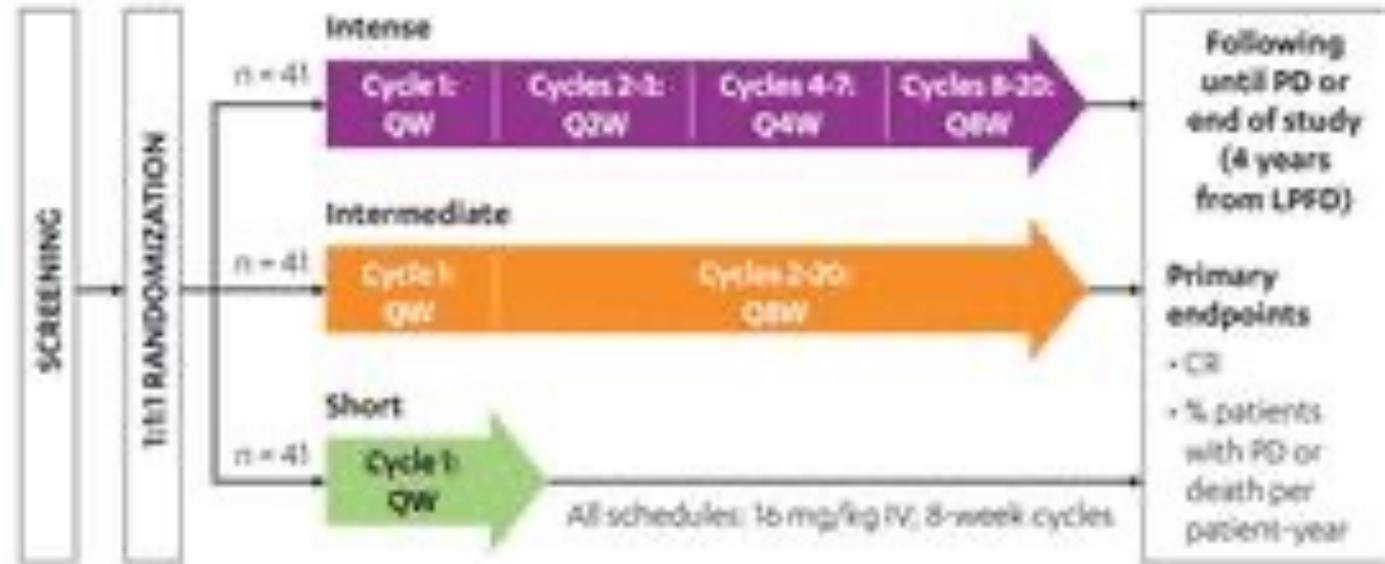 SCREENING
1:1:1 RANDOMIZATION
Intense
n = 41
Cycle 1:
QW
Cycles 2-3:
Q2W
Cycles 4-7:
Q4W
Cycles 8-20:
Q8W
Intermediate
n = 41
Cycle 1:
QW
Cycles 2-20:
Q8W
Short
n = 41
Cycle 1:
QW
All schedules: 16 mg/kg IV; 8-week cycles
Following
until PD or
end of study
(4 years
from LPFD)
Primary
endpoints
• CR
• % patients
with PD or
death per
patient-year